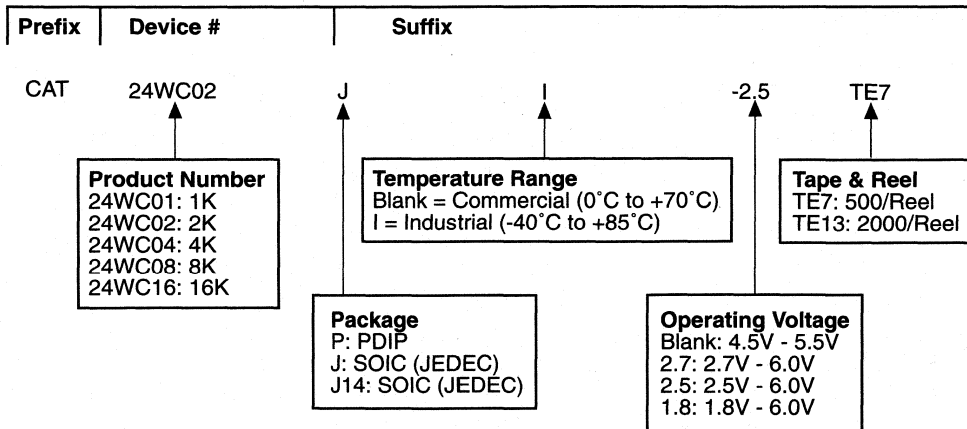 Prefix Device # Suffix
CAT 24WC02 J I -2.5 TE7
Product Number
24WC01: 1K
24WC02: 2K
24WC04: 4K
24WC08: 8K
24WC16: 16K
Temperature Range
Blank = Commercial (0˚C to +70˚C)
I = Industrial (-40˚C to +85˚C)
Tape & Reel
TE7: 500/Reel
TE13: 2000/Reel
Package
P: PDIP
J: SOIC (JEDEC)
J14: SOIC (JEDEC)
Operating Voltage
Blank: 4.5V - 5.5V
2.7: 2.7V - 6.0V
2.5: 2.5V - 6.0V
1.8: 1.8V - 6.0V